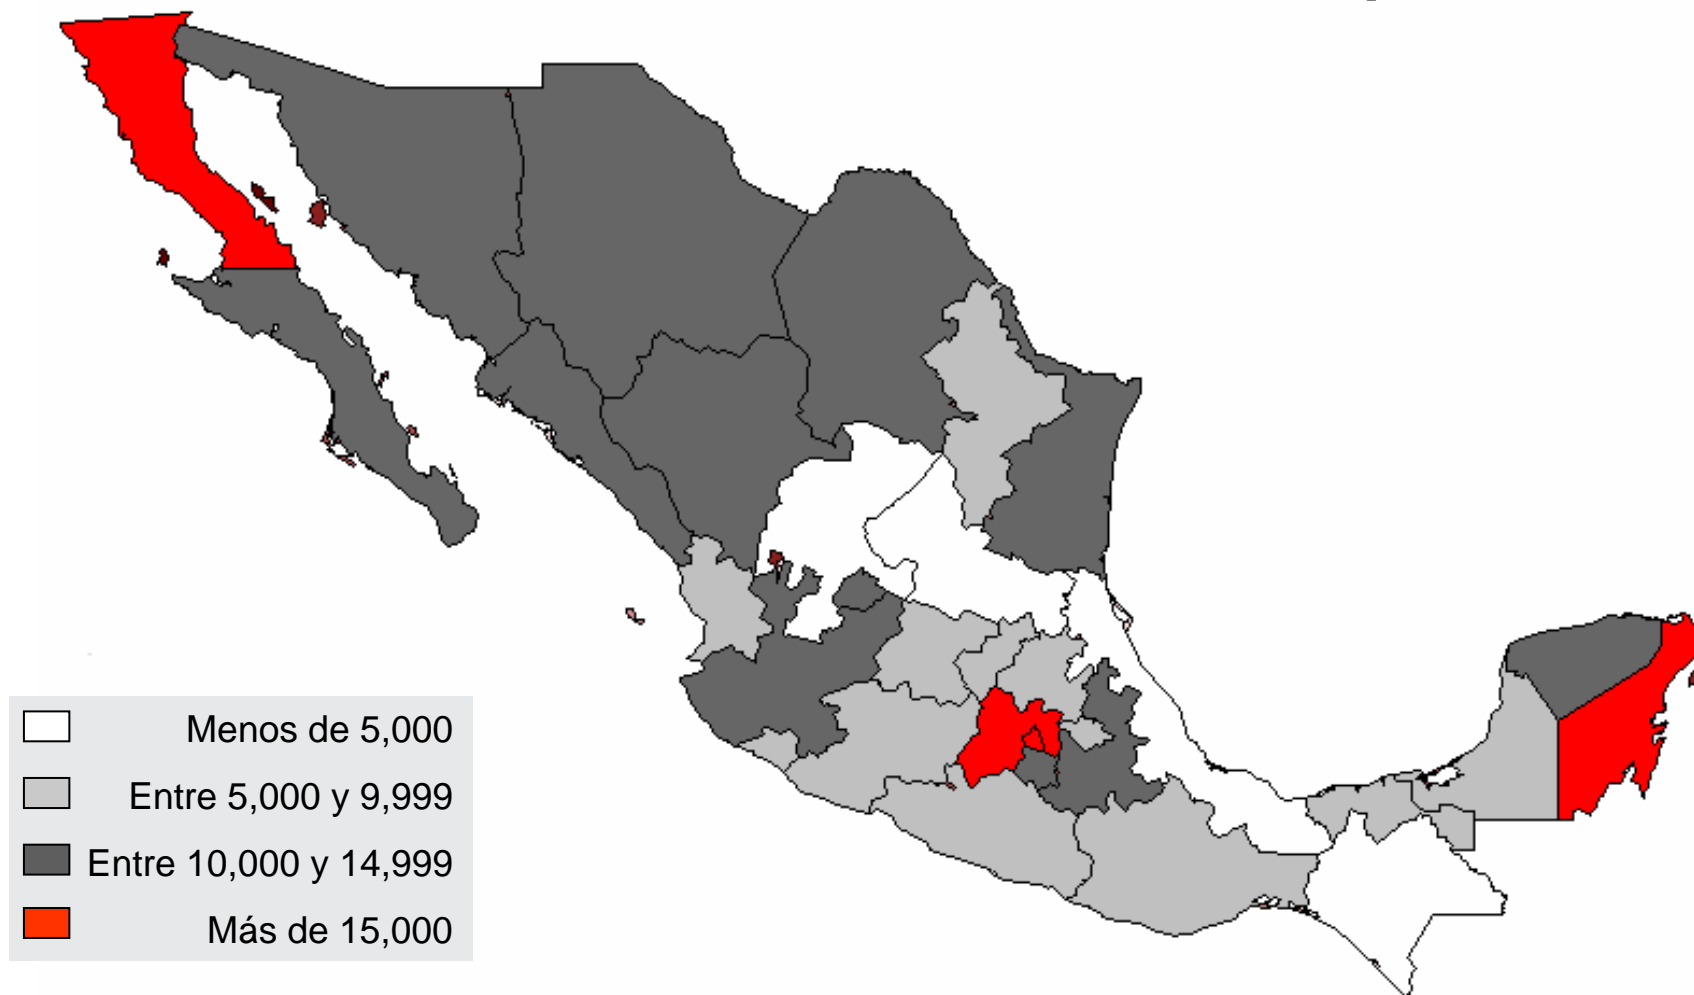 Menos de 5,000
Entre 5,000 y 9,999
Entre 10,000 y 14,999
Más de 15,000